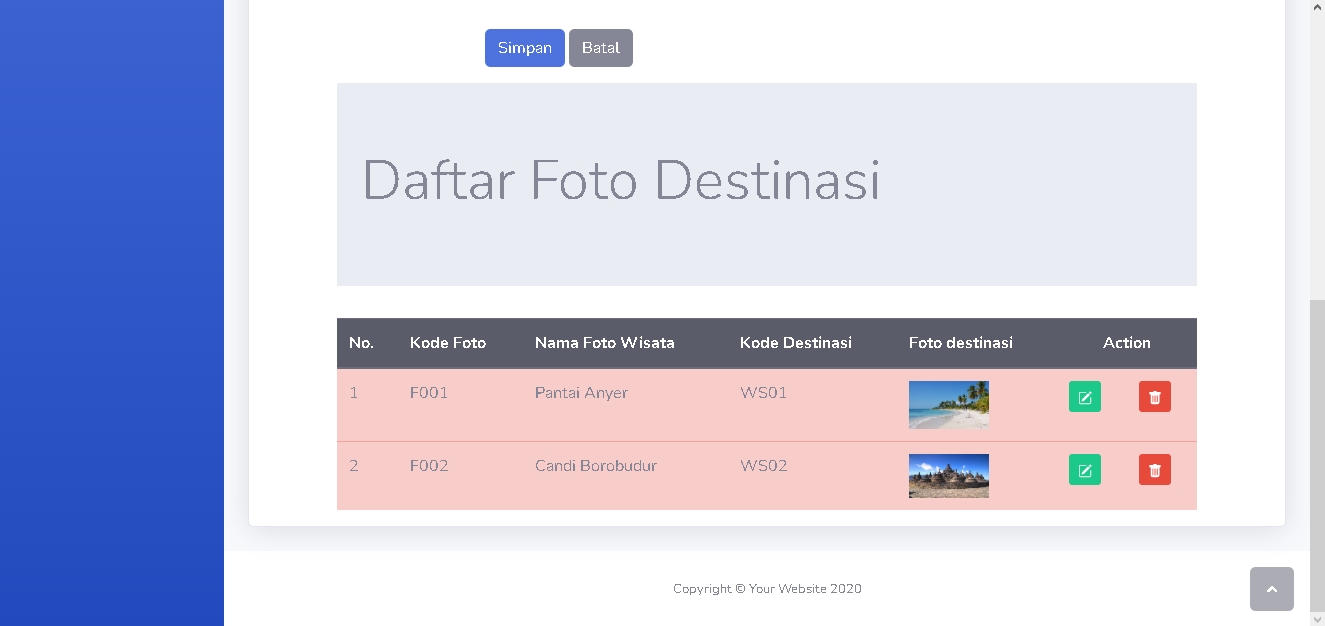 Simpan Batal
Daftar Foto Destinasi
No. Kode Foto Nama Foto Wisata Kode Destinasi Foto destinasi Action
1 F001 Pantai Anyer WS01
2 F002 Candi Borobudur WS02
Copyright © Your Website 2020